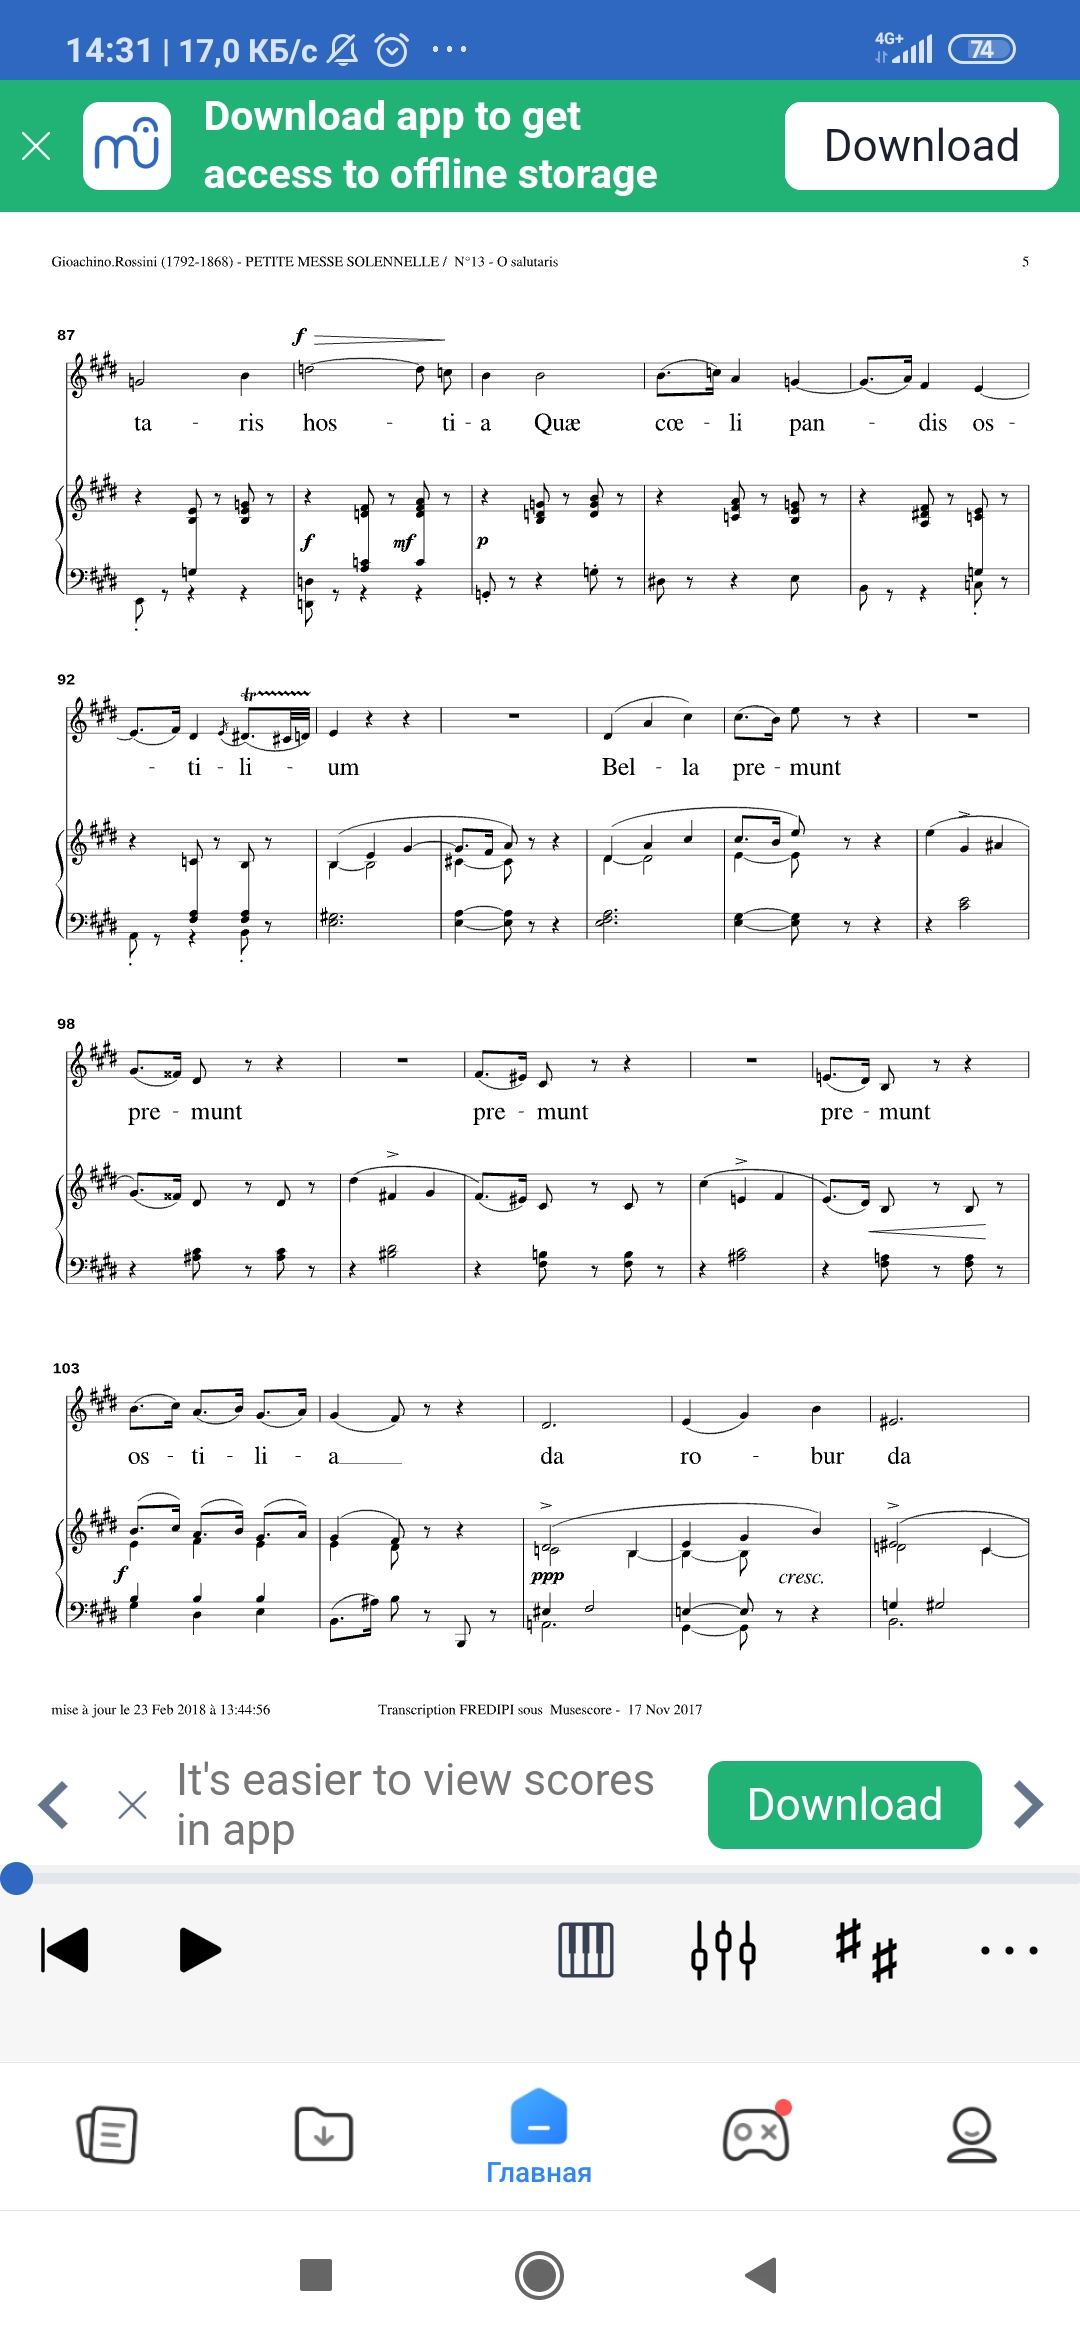 14:31 | 17,0 КБ/с
4G+
74
Download app to get
access to offline storage
Download
Gioachino.Rossini (1792-1868) - PETITE MESSE SOLENNELLE / N°13 - O salutaris
5
87
f
ta - ris hos - ti - a Quæ cœ - li pan - dis os -
f mf p
92
tr
- ti - li - um Bel - la pre - munt
98
pre - munt pre - munt pre - munt
103
os - ti - li - a da ro - bur da
f ppp cresc.
mise à jour le 23 Feb 2018 à 13:44:56
Transcription FREDIPI sous Musescore - 17 Nov 2017
It's easier to view scores
in app
Download
Главная